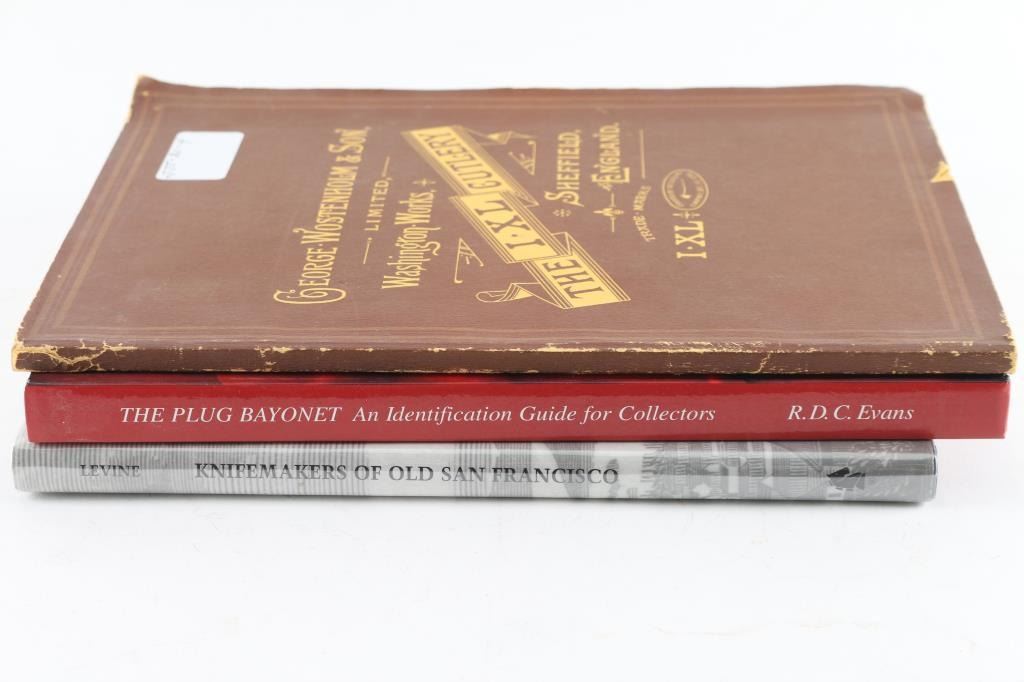 George Wostenholm & Son,
Limited,
Washington Works,
THE I·XL CUTLERY
Sheffield,
England.
TRADE MARKS
I·XL
THE PLUG BAYONET An Identification Guide for Collectors R. D. C. Evans
LEVINE KNIFEMAKERS OF OLD SAN FRANCISCO